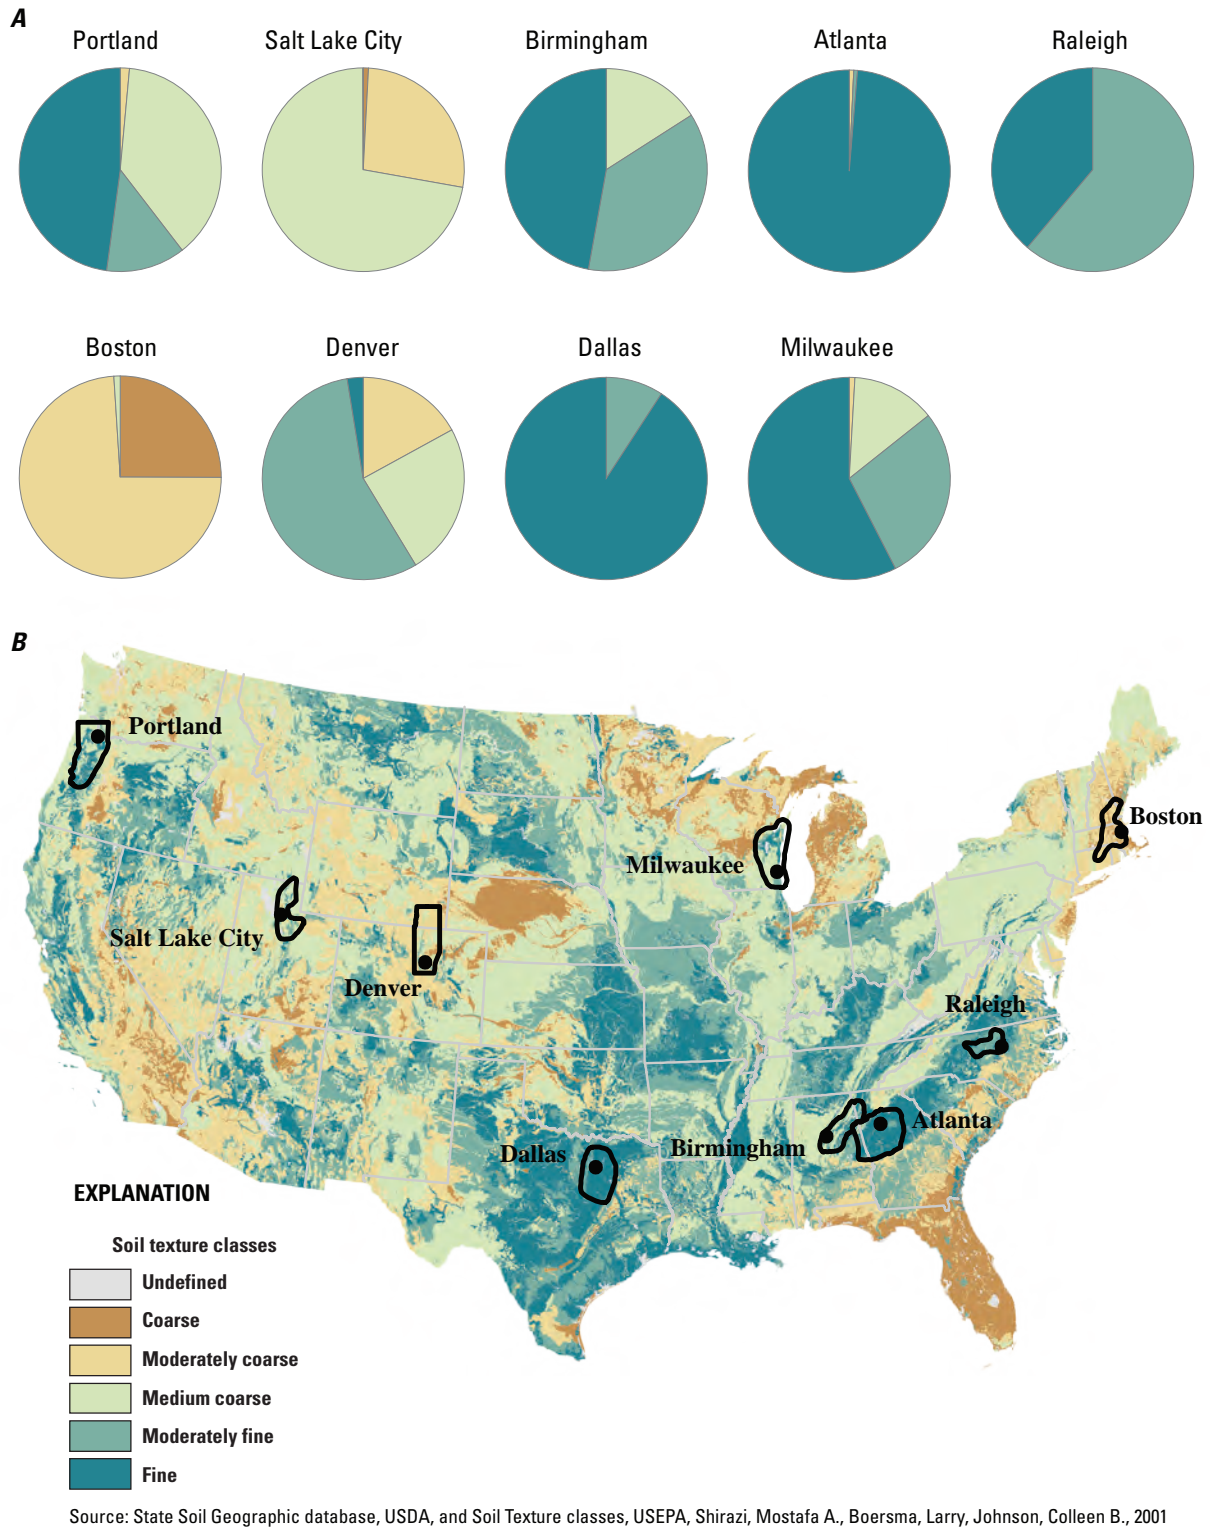 A
Portland
Salt Lake City
Birmingham
Atlanta
Raleigh
Boston
Denver
Dallas
Milwaukee
B
Portland
Boston
Milwaukee
Salt Lake City
Denver
Raleigh
Atlanta
Birmingham
Dallas
EXPLANATION
Soil texture classes
Undefined
Coarse
Moderately coarse
Medium coarse
Moderately fine
Fine
Source: State Soil Geographic database, USDA, and Soil Texture classes, USEPA, Shirazi, Mostafa A., Boersma, Larry, Johnson, Colleen B., 2001